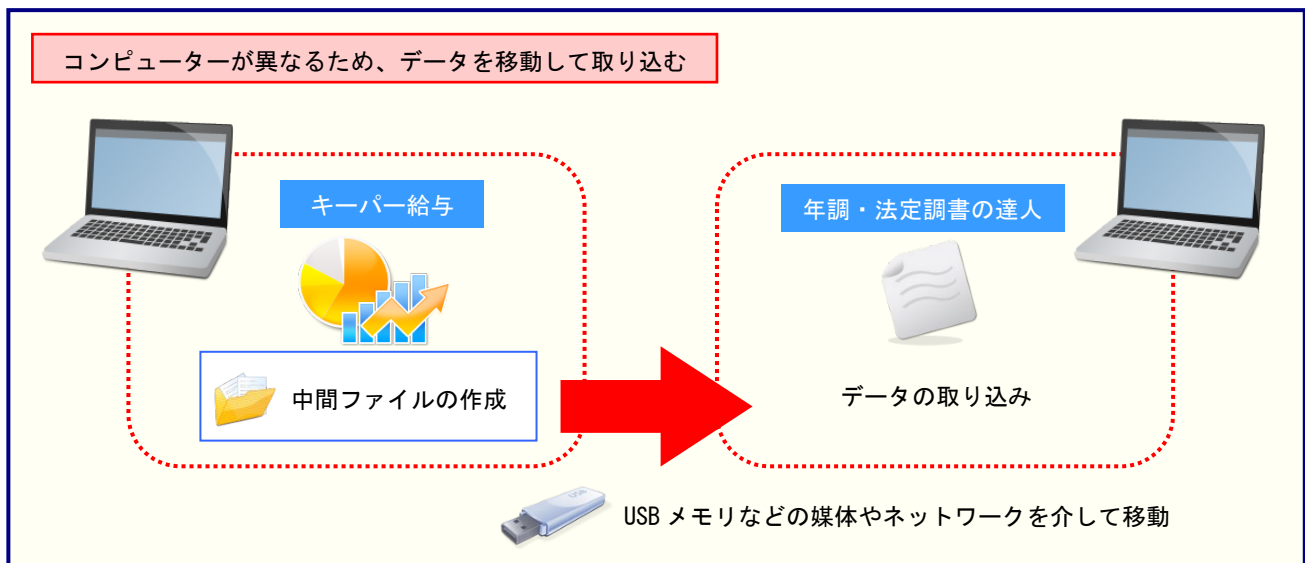 コンピューターが異なるため、データを移動して取り込む
キーパー給与
年調・法定調書の達人
中間ファイルの作成
データの取り込み
USB
USB メモリなどの媒体やネットワークを介して移動